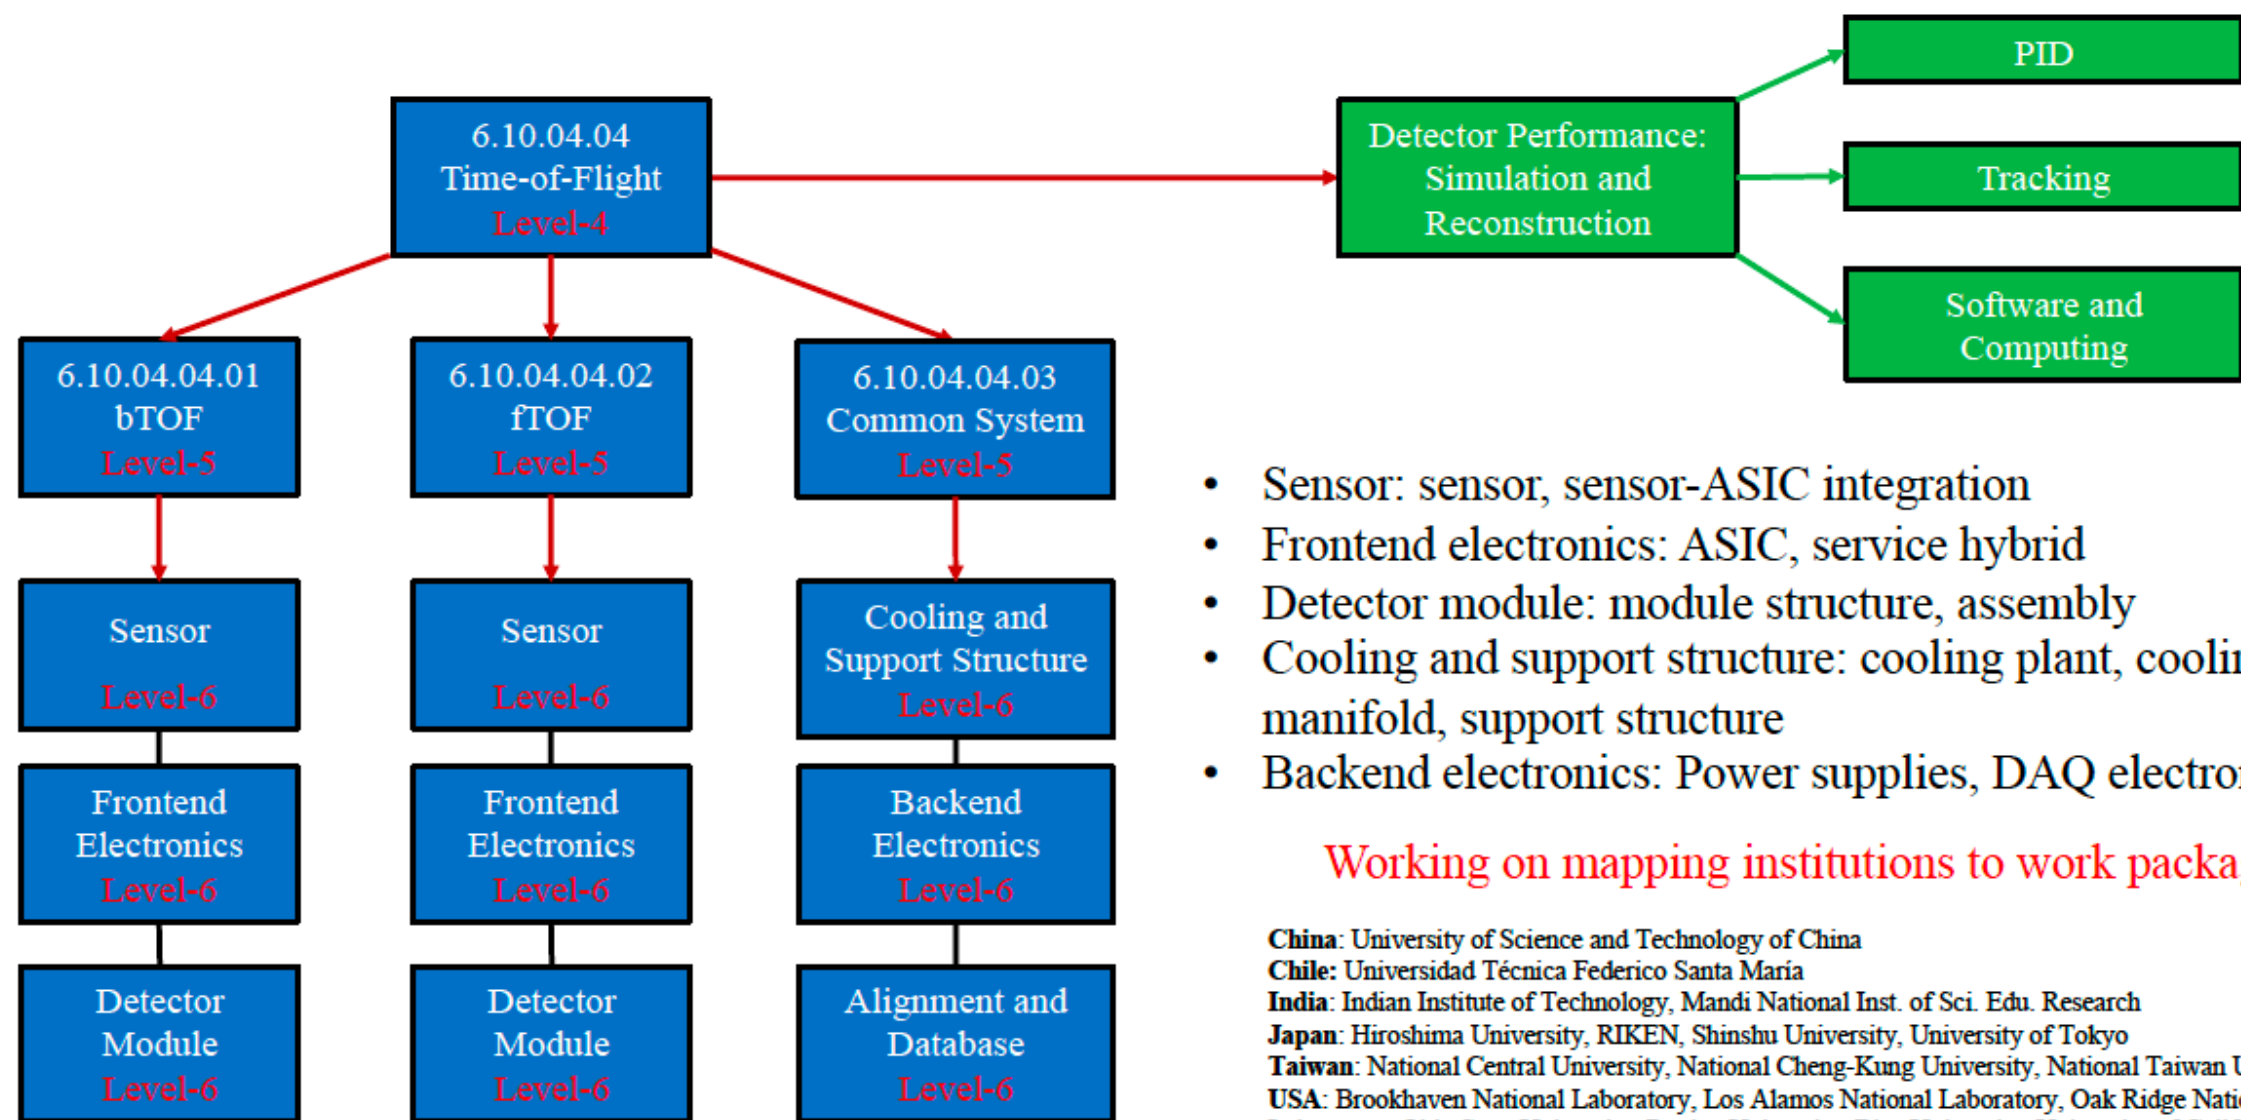 6.10.04.04
Time-of-Flight
Level-4
Detector Performance:
Simulation and
Reconstruction
PID
Tracking
Software and
Computing
6.10.04.04.01
bTOF
Level-5
6.10.04.04.02
fTOF
Level-5
6.10.04.04.03
Common System
Level-5
Sensor
Level-6
Sensor
Level-6
Cooling and
Support Structure
Level-6
Frontend
Electronics
Level-6
Frontend
Electronics
Level-6
Backend
Electronics
Level-6
Detector
Module
Level-6
Detector
Module
Level-6
Alignment and
Database
Level-6
• Sensor: sensor, sensor-ASIC integration
• Frontend electronics: ASIC, service hybrid
• Detector module: module structure, assembly
• Cooling and support structure: cooling plant,
manifold, support structure
• Backend electronics: Power supplies, DAQ
Working on mapping institutions to work
China: University of Science and Technology of China
Chile: Universidad Técnica Federico Santa María
India: Indian Institute of Technology, Mandi National Inst. of Sci. Edu. Research
Japan: Hiroshima University, RIKEN, Shinshu University, University of Tokyo
Taiwan: National Central University, National Cheng-Kung University, National Taiwan
USA: Brookhaven National Laboratory, Los Alamos National Laboratory, Oak Ridge